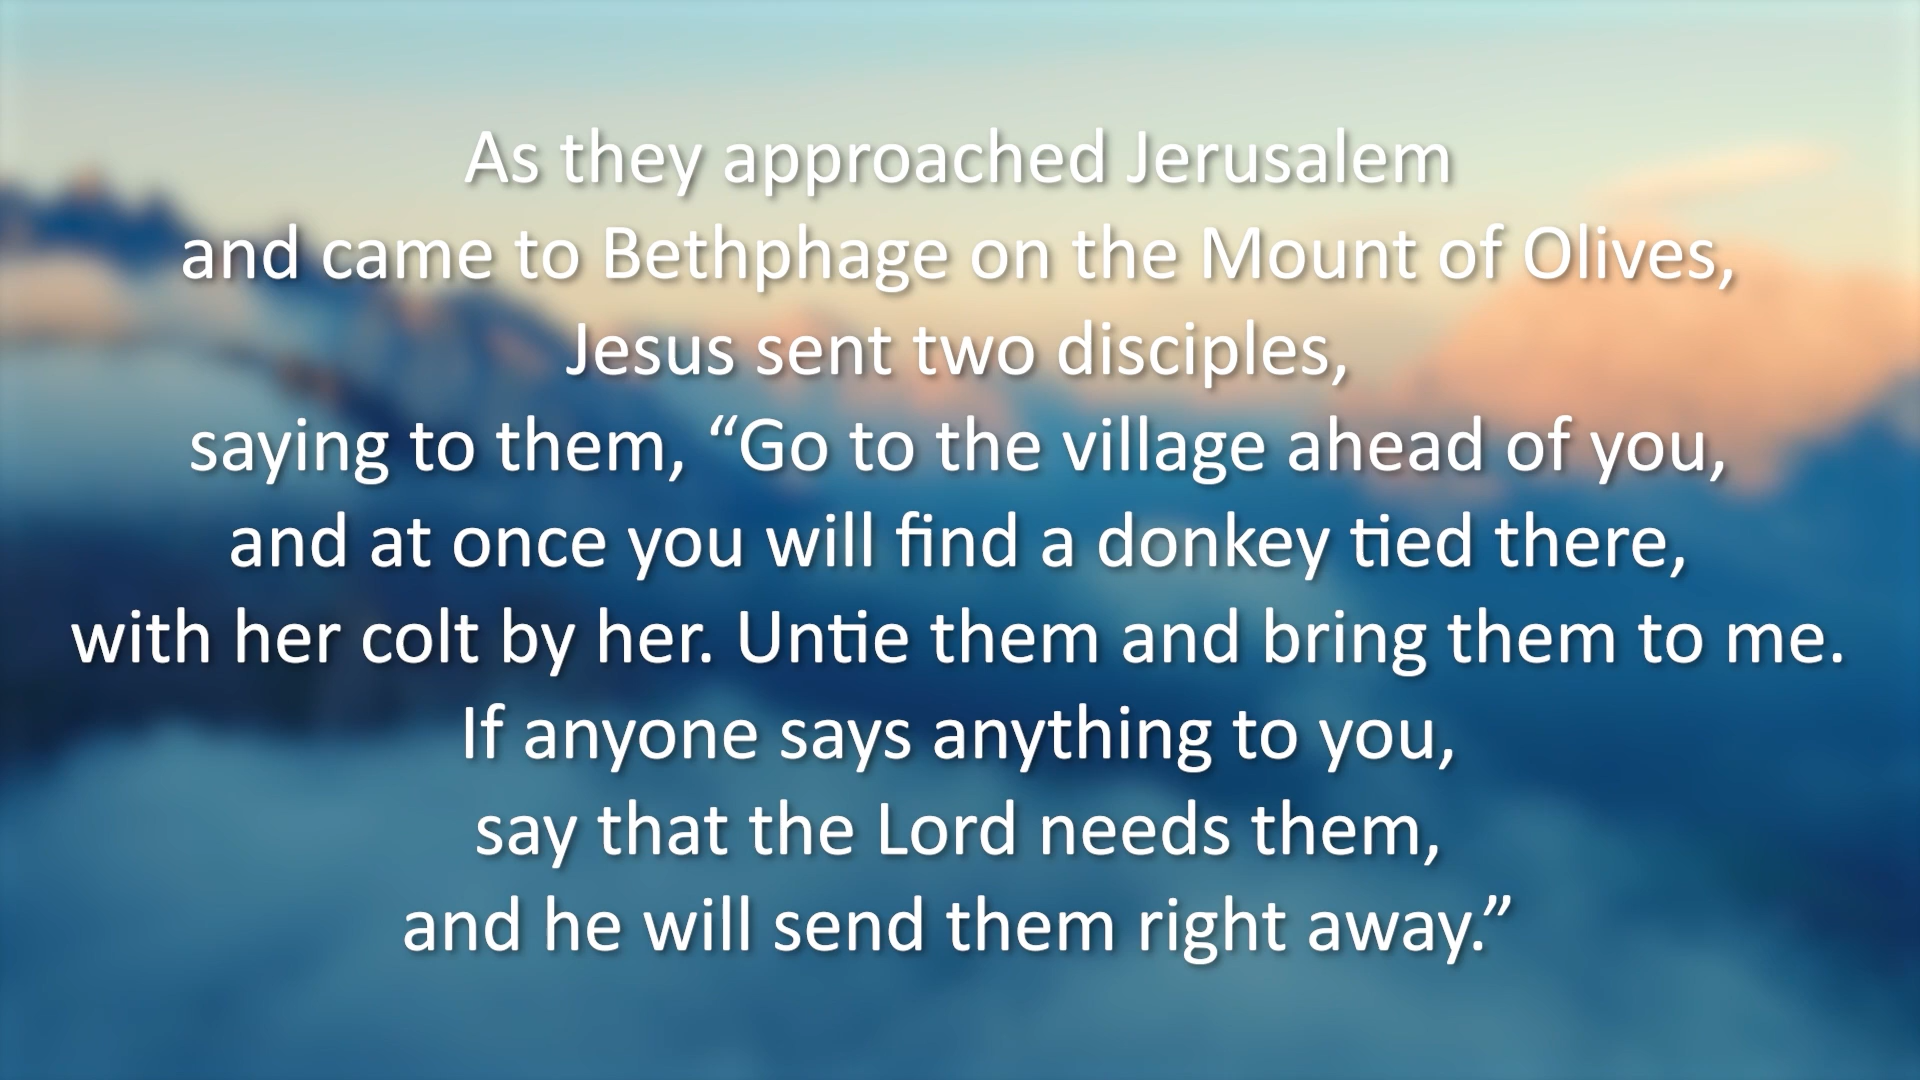 As they approached Jerusalem
and came to Bethphage on the Mount of Olives,
Jesus sent two disciples,
saying to them, “Go to the village ahead of you,
and at once you will find a donkey tied there,
with her colt by her. Untie them and bring them to me.
If anyone says anything to you,
say that the Lord needs them,
and he will send them right away.”